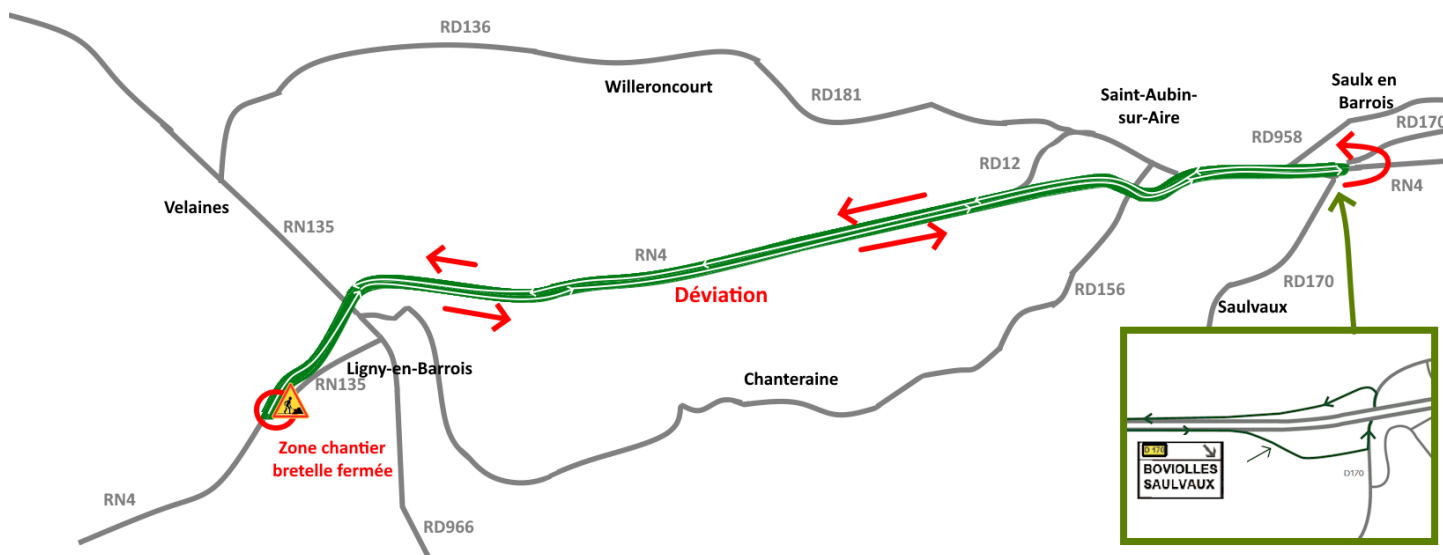 RD136
Willeroncourt
RD181
Saint-Aubin-
sur-Aire
Saulx en
Barrois
RD170
RD958
RN4
RD12
Velaines
RN135
RN4
Déviation
RD156
RD170
Saulvaux
Ligny-en-Barrois
RN135
Chanteraine
Zone chantier
bretelle fermée
RN4
RD966
D 170
BOVIOLLES
SAULVAUX
D170